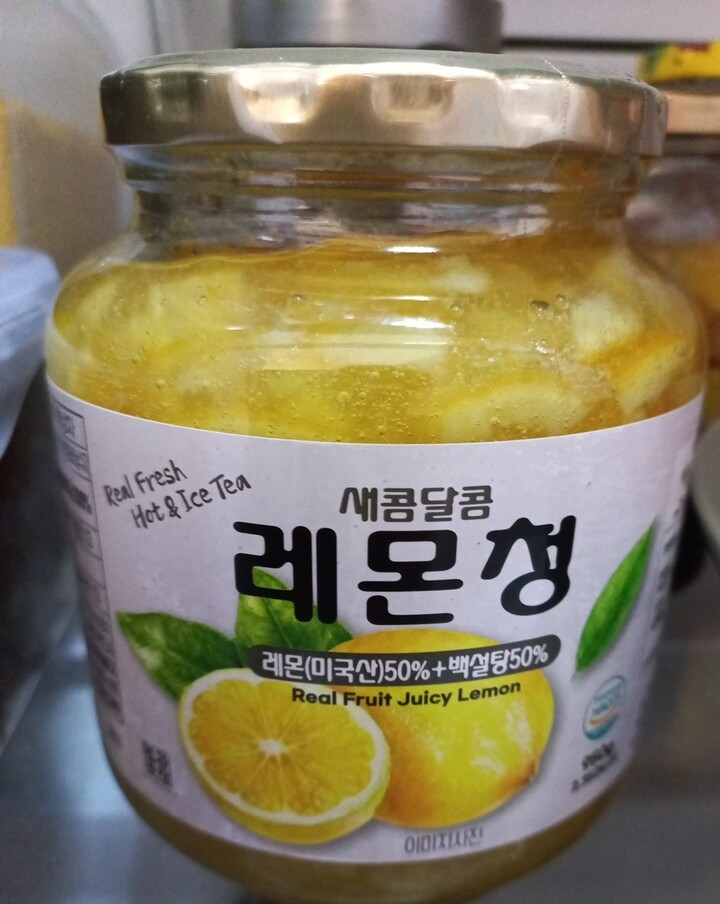 Real Fresh
Hot & Ice Tea
새콤달콤
레몬청
레몬(미국산)50%+백설탕50%
Real Fruit Juicy Lemon
HACCP
이미지사진